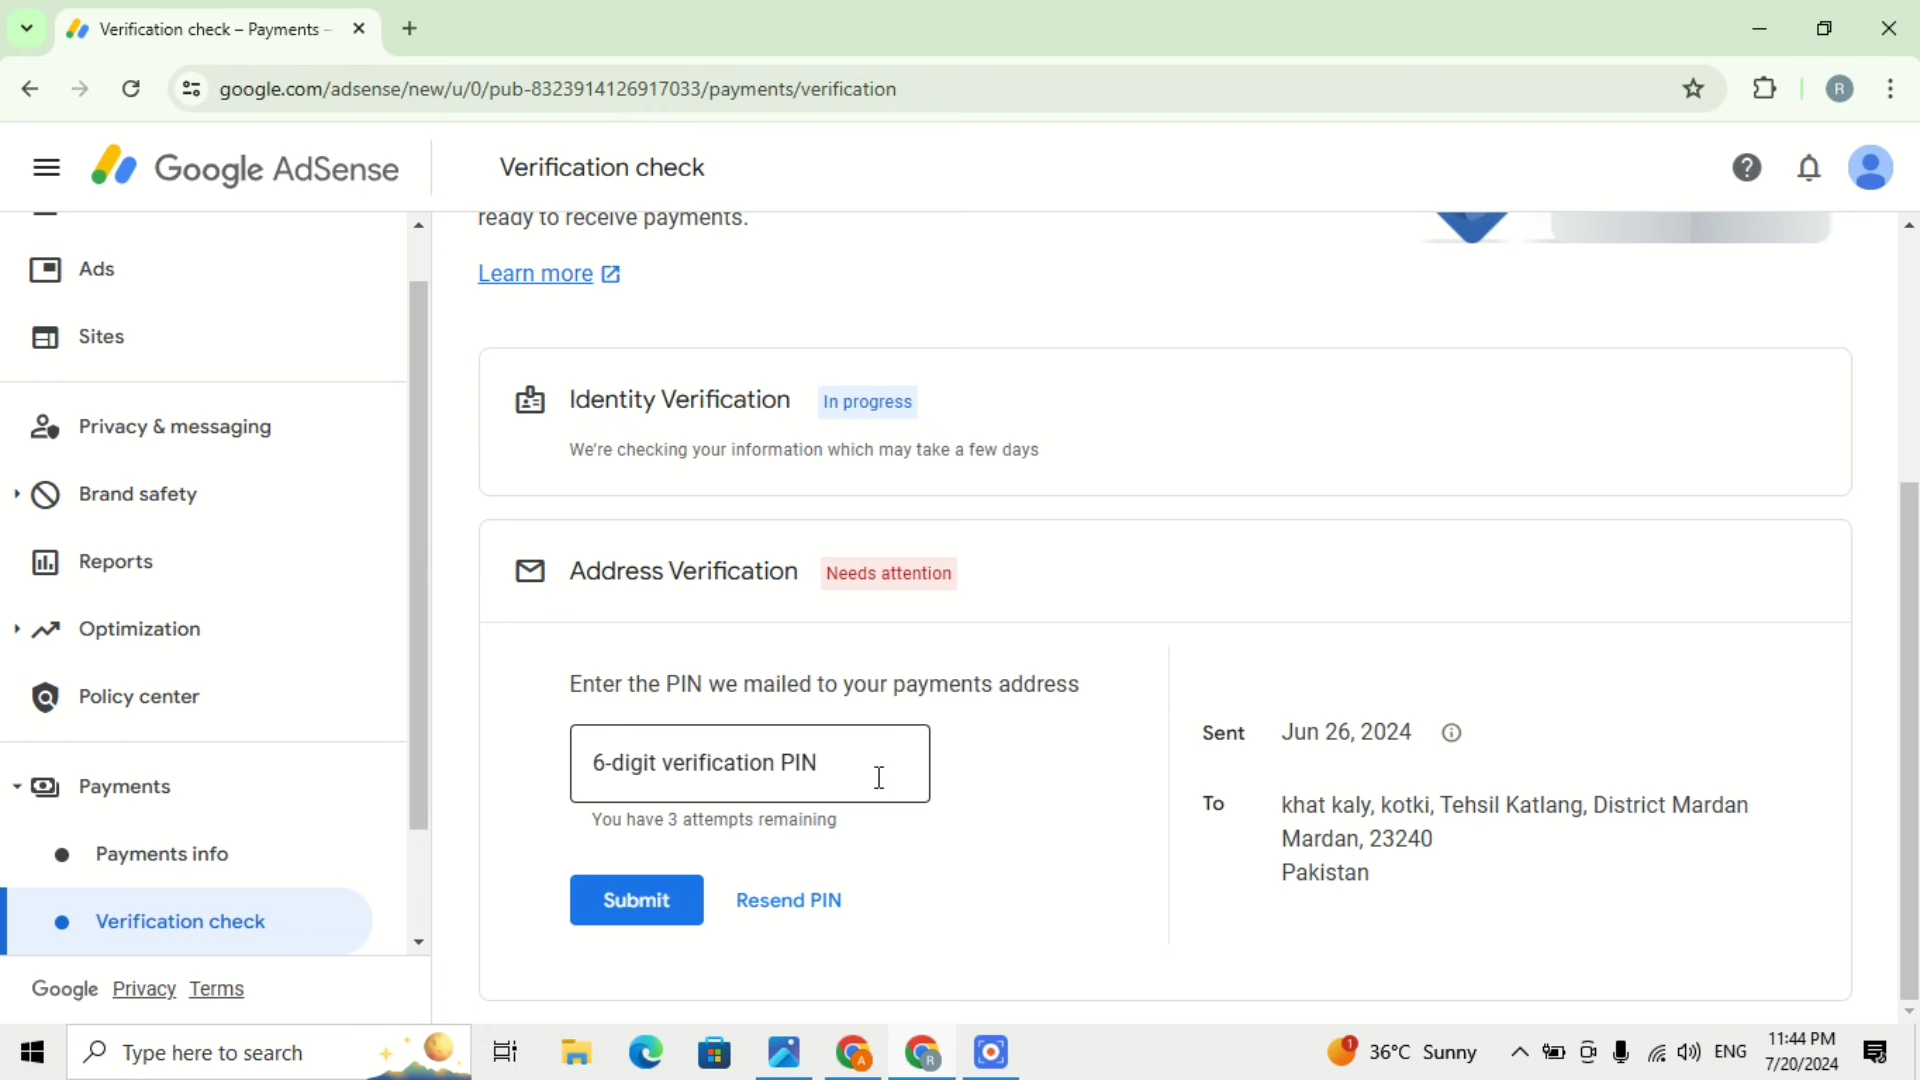 Verification check – Payments –
google.com/adsense/new/u/0/pub-8323914126917033/payments/verification
R
Google AdSense
Verification check
ready to receive payments.
Learn more
Ads
Sites
Privacy & messaging
Brand safety
Reports
Optimization
Policy center
Payments
Payments info
Verification check
Google Privacy Terms
Identity Verification In progress
We're checking your information which may take a few days
Address Verification Needs attention
Enter the PIN we mailed to your payments address
6-digit verification PIN
You have 3 attempts remaining
Submit Resend PIN
Sent Jun 26, 2024
To khat kaly, kotki, Tehsil Katlang, District Mardan
Mardan, 23240
Pakistan
Type here to search
A
R
1
36°C Sunny
ENG
11:44 PM
7/20/2024